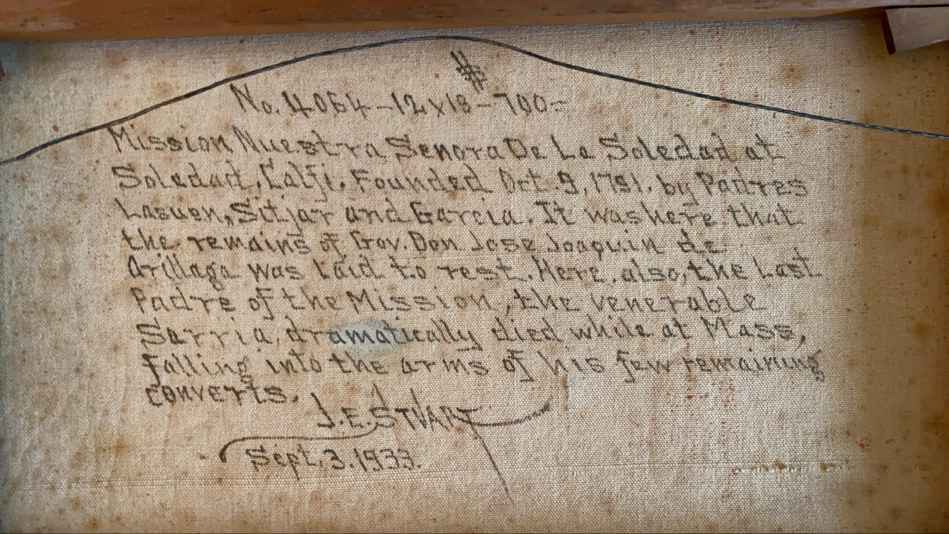 #
No. 4064-12x18-700=
Mission Nuestra Senora De La Soledad at
Soledad, Calif. Founded Oct. 9, 1791. by Padres
Lasuen, Sitjar and Garcia. It was here that
the remains of Gov. Don Jose Joaquin de
Arillaga was laid to rest. Here, also, the Last
Padre of the Mission, the venerable
Sarria, dramatically died while at Mass,
falling into the arms of his few remaining
converts.
J.E. STUART
Sept. 3. 1933.